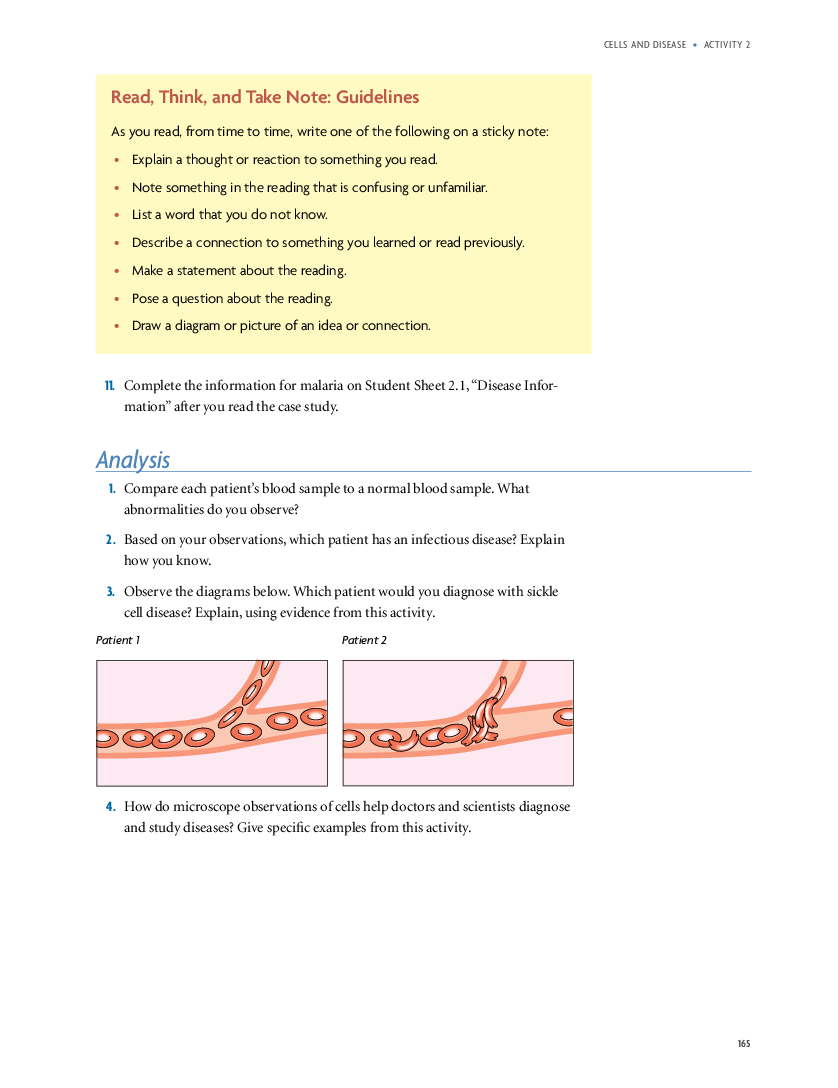 CELLS AND DISEASE • ACTIVITY 2
Read, Think, and Take Note: Guidelines
As you read, from time to time, write one of the following on a sticky note:
• Explain a thought or reaction to something you read.
• Note something in the reading that is confusing or unfamiliar.
• List a word that you do not know.
• Describe a connection to something you learned or read previously.
• Make a statement about the reading.
• Pose a question about the reading.
• Draw a diagram or picture of an idea or connection.
11. Complete the information for malaria on Student Sheet 2.1, “Disease Infor-
mation” after you read the case study.
Analysis
1. Compare each patient’s blood sample to a normal blood sample. What
abnormalities do you observe?
2. Based on your observations, which patient has an infectious disease? Explain
how you know.
3. Observe the diagrams below. Which patient would you diagnose with sickle
cell disease? Explain, using evidence from this activity.
Patient 1
Patient 2
4. How do microscope observations of cells help doctors and scientists diagnose
and study diseases? Give specific examples from this activity.
165